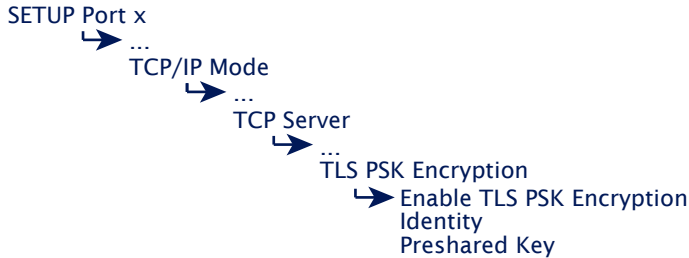 SETUP Port x
...
TCP/IP Mode
...
TCP Server
...
TLS PSK Encryption
Enable TLS PSK Encryption
Identity
Preshared Key